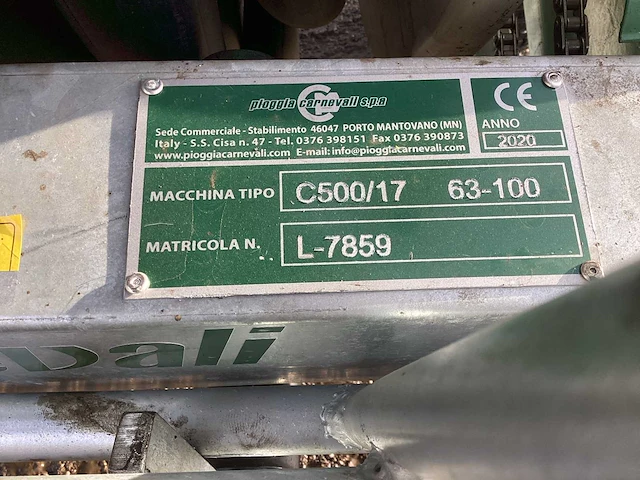 pioggia carnevali s.p.a
Sede Commerciale - Stabilimento 46047 PORTO MANTOVANO (MN)
Italy - S.S. Cisa n. 47 - Tel. 0376 398151 Fax 0376 390873
www.pioggiacarnevali.com E-mail: info@pioggiacarnevali.com
CE
ANNO
2020
MACCHINA TIPO C500/17 63-100
MATRICOLA N. L-7859